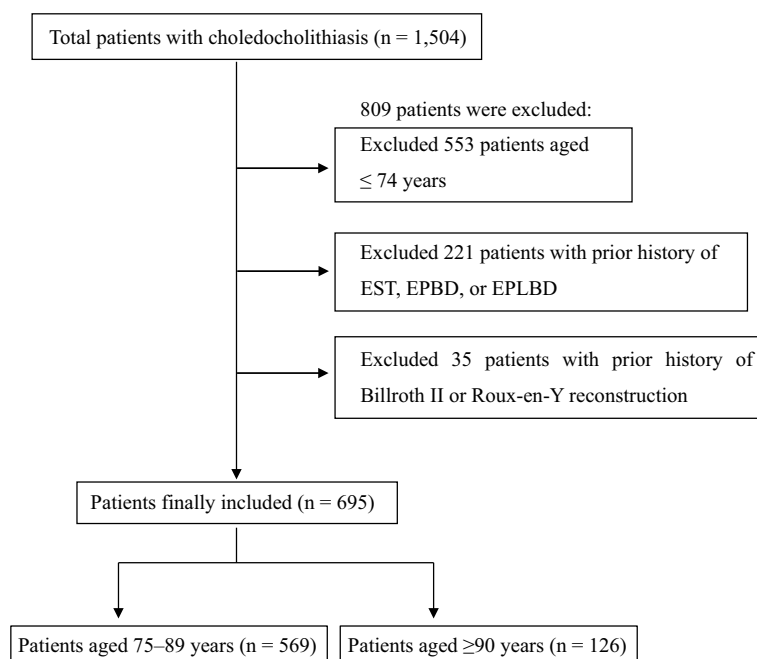 Total patients with choledocholithiasis (n = 1,504)
809 patients were excluded:
Excluded 553 patients aged
≤ 74 years
Excluded 221 patients with prior history of
EST, EPBD, or EPLBD
Excluded 35 patients with prior history of
Billroth II or Roux-en-Y reconstruction
Patients finally included (n = 695)
Patients aged 75–89 years (n = 569)
Patients aged ≥90 years (n = 126)